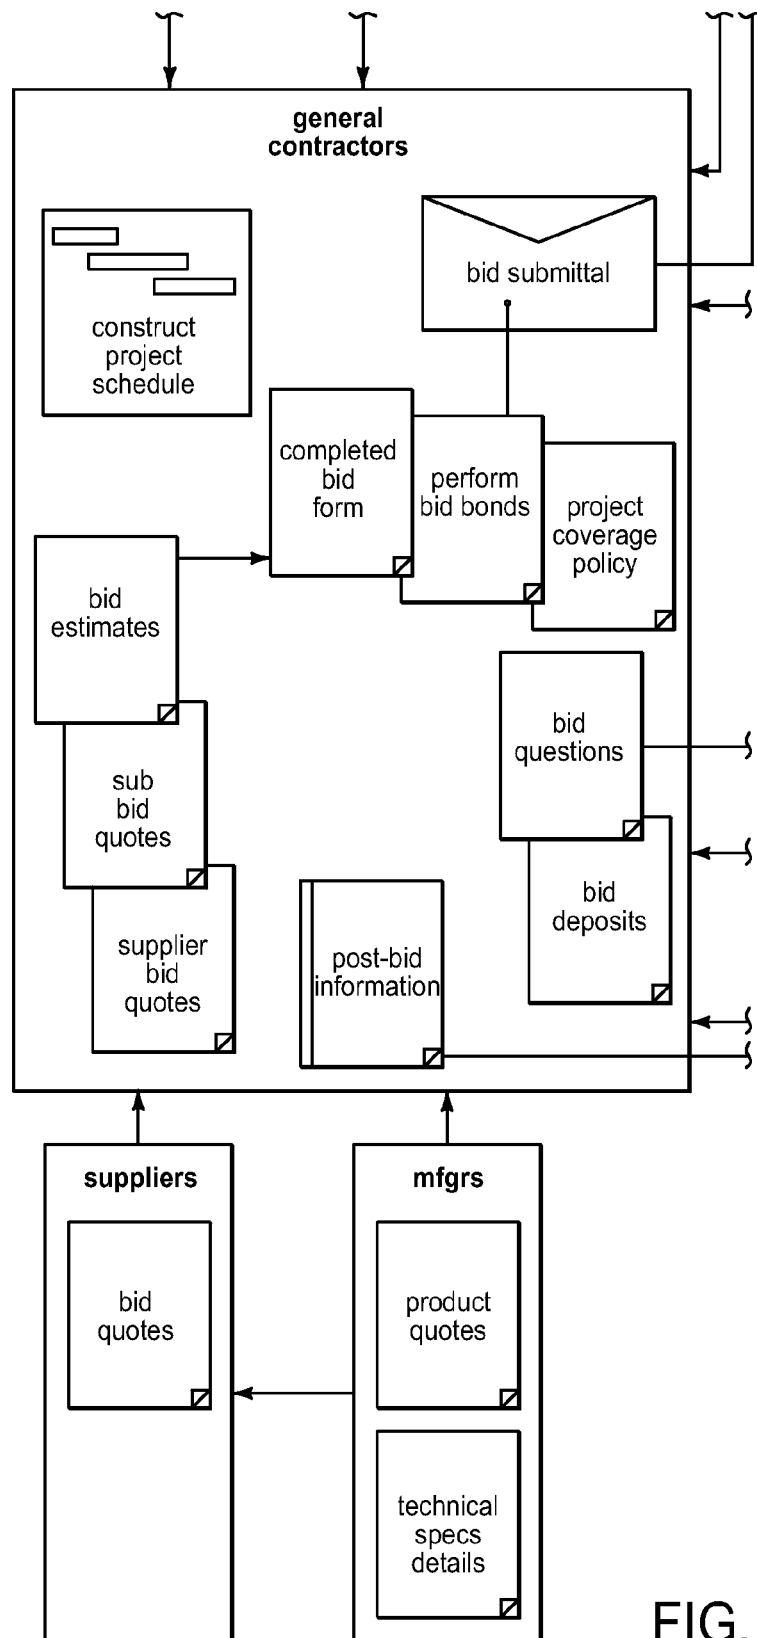 general
contractors
bid submittal
construct
project
schedule
completed
bid
form
perform
bid bonds
project
coverage
policy
bid
estimates
bid
questions
sub
bid
quotes
bid
deposits
supplier
bid
quotes
post-bid
information
suppliers
mfgrs
bid
quotes
product
quotes
technical
specs
details
FIG.